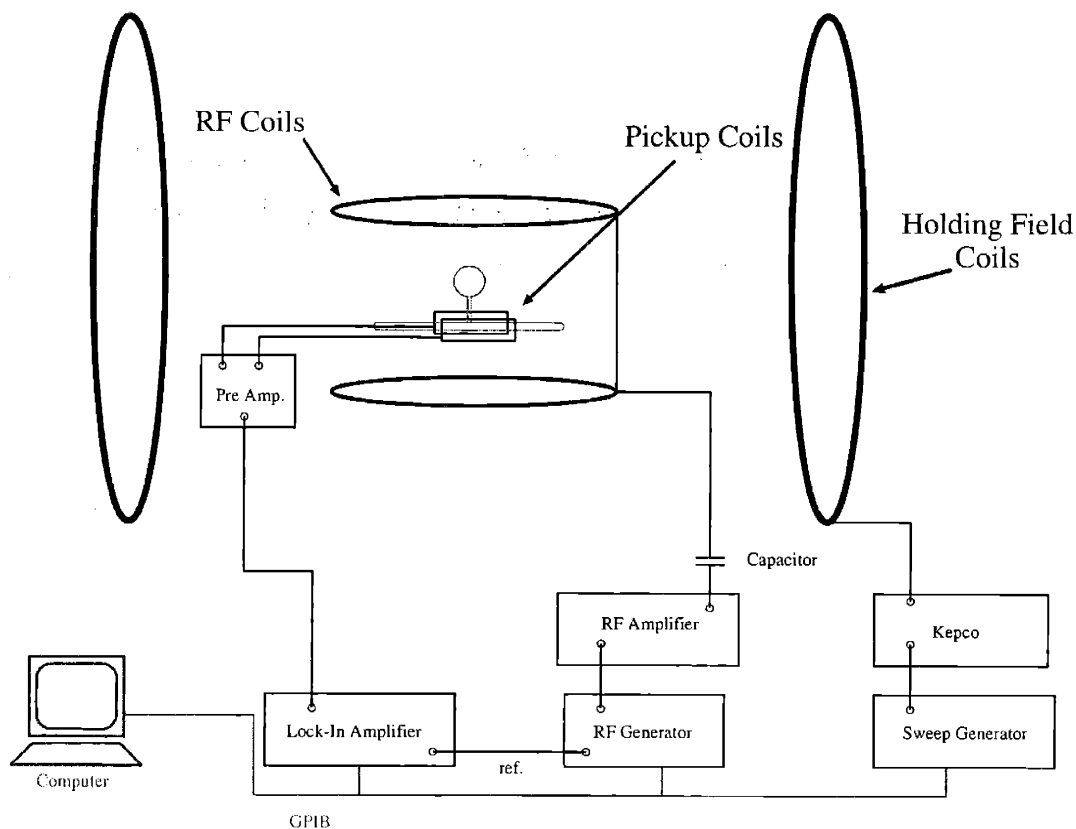 RF Coils
Pickup Coils
Holding Field
Coils
Pre Amp.
Capacitor
RF Amplifier
Kepco
Lock-In Amplifier
RF Generator
Sweep Generator
ref.
Computer
GPIB